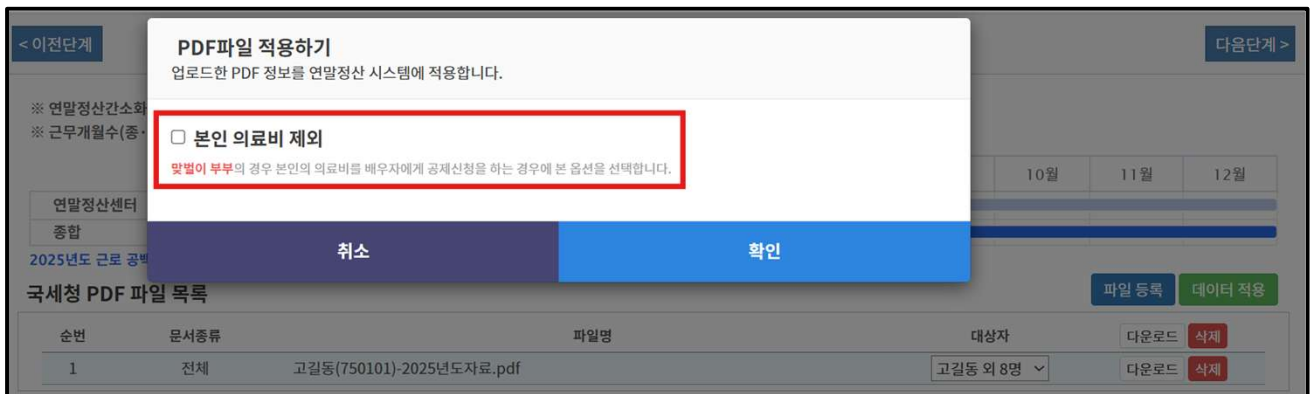 < 이전단계
다음단계 >
PDF파일 적용하기
업로드한 PDF 정보를 연말정산 시스템에 적용합니다.
※ 연말정산간소화
※ 근무개월수(종·
본인 의료비 제외
맞벌이 부부의 경우 본인의 의료비를 배우자에게 공제신청을 하는 경우에 본 옵션을 선택합니다.
10월 11월 12월
연말정산센터
종합
취소 확인
2025년도 근로 공백
국세청 PDF 파일 목록
파일 등록 데이터 적용
순번 문서종류 파일명 대상자 다운로드 삭제
1 전체 고길동(750101)-2025년도자료.pdf 고길동 외 8명 다운로드 삭제